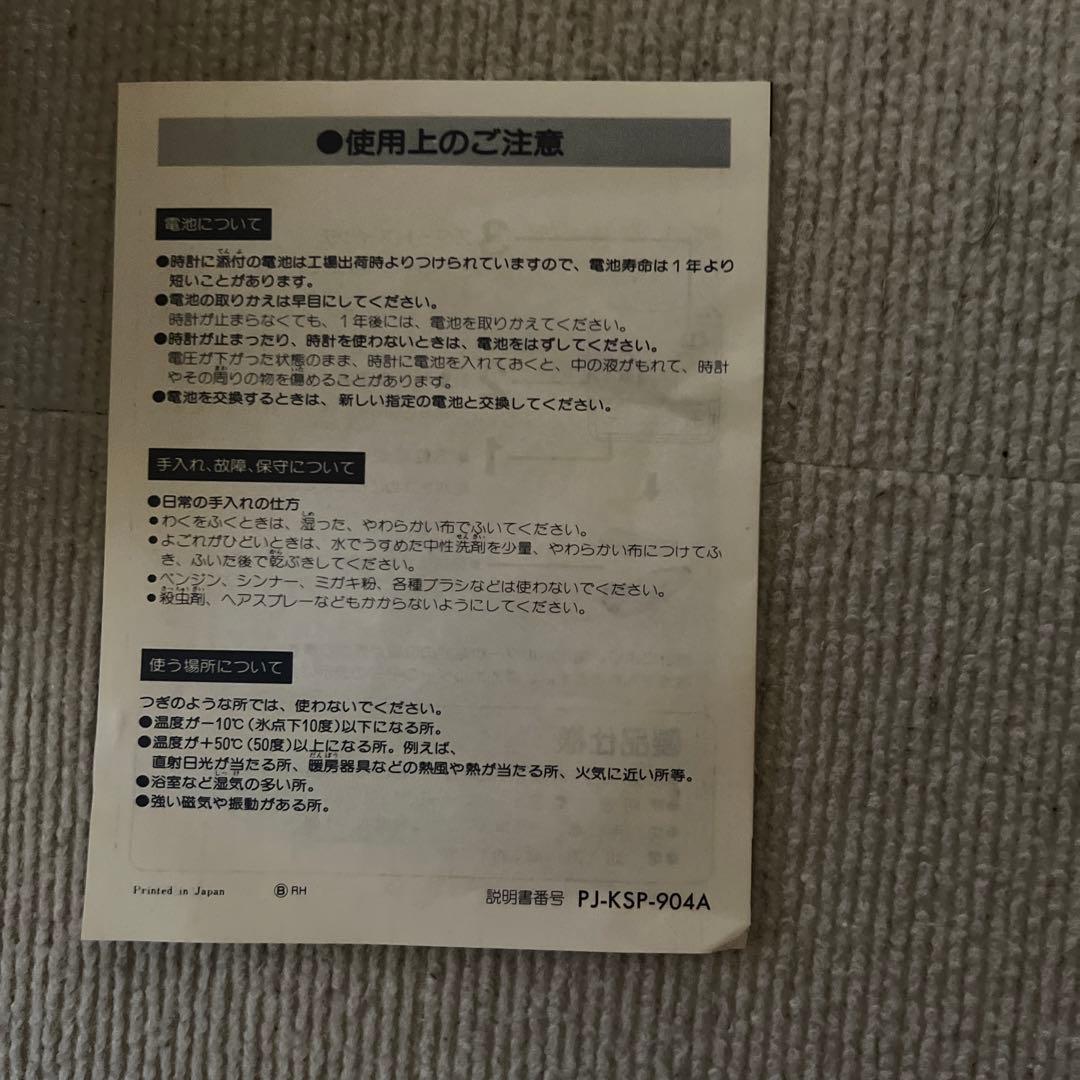 ●使用上のご注意
電池について
●時計に添付の電池は工場出荷時よりつけられていますので、電池寿命は1年より
短いことがあります。
●電池の取りかえは早目にしてください。
時計が止まらなくても、1年後には、電池を取りかえてください。
●時計が止まったり、時計を使わないときは、電池をはずしてください。
電圧が下がった状態のまま、時計に電池を入れておくと、中の液がもれて、時計
やその周りの物を傷めることがあります。
●電池を交換するときは、新しい指定の電池と交換してください。
手入れ、故障、保守について
●日常の手入れの仕方
•わくをふくときは、湿った、やわらかい布でふいてください。
•よごれがひどいときは、水でうすめた中性洗剤を少量、やわらかい布につけてふ
き、ふいた後で乾ぶきしてください。
•ベンジン、シンナー、ミガキ粉、各種ブラシなどは使わないでください。
•殺虫剤、ヘアスプレーなどもかからないようにしてください。
使う場所について
つぎのような所では、使わないでください。
●温度が−10℃(氷点下10度)以下になる所。
●温度が+50℃(50度)以上になる所。例えば、
直射日光が当たる所、暖房器具などの熱風や熱が当たる所、火気に近い所等。
●浴室など湿気の多い所。
●強い磁気や振動がある所。
Printed in Japan Ⓑ RH 説明書番号 PJ-KSP-904A